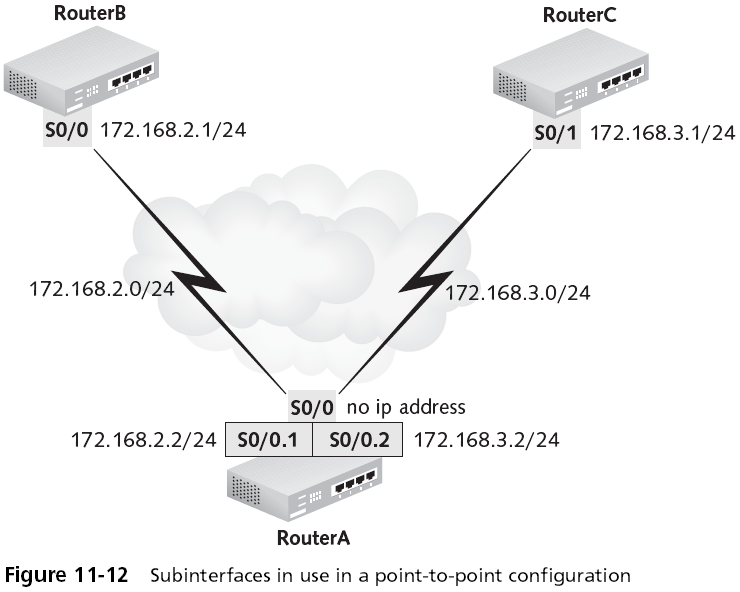 RouterB
RouterC
S0/0 172.168.2.1/24
S0/1 172.168.3.1/24
172.168.2.0/24
172.168.3.0/24
S0/0 no ip address
172.168.2.2/24 S0/0.1 S0/0.2 172.168.3.2/24
RouterA
Figure 11-12 Subinterfaces in use in a point-to-point configuration